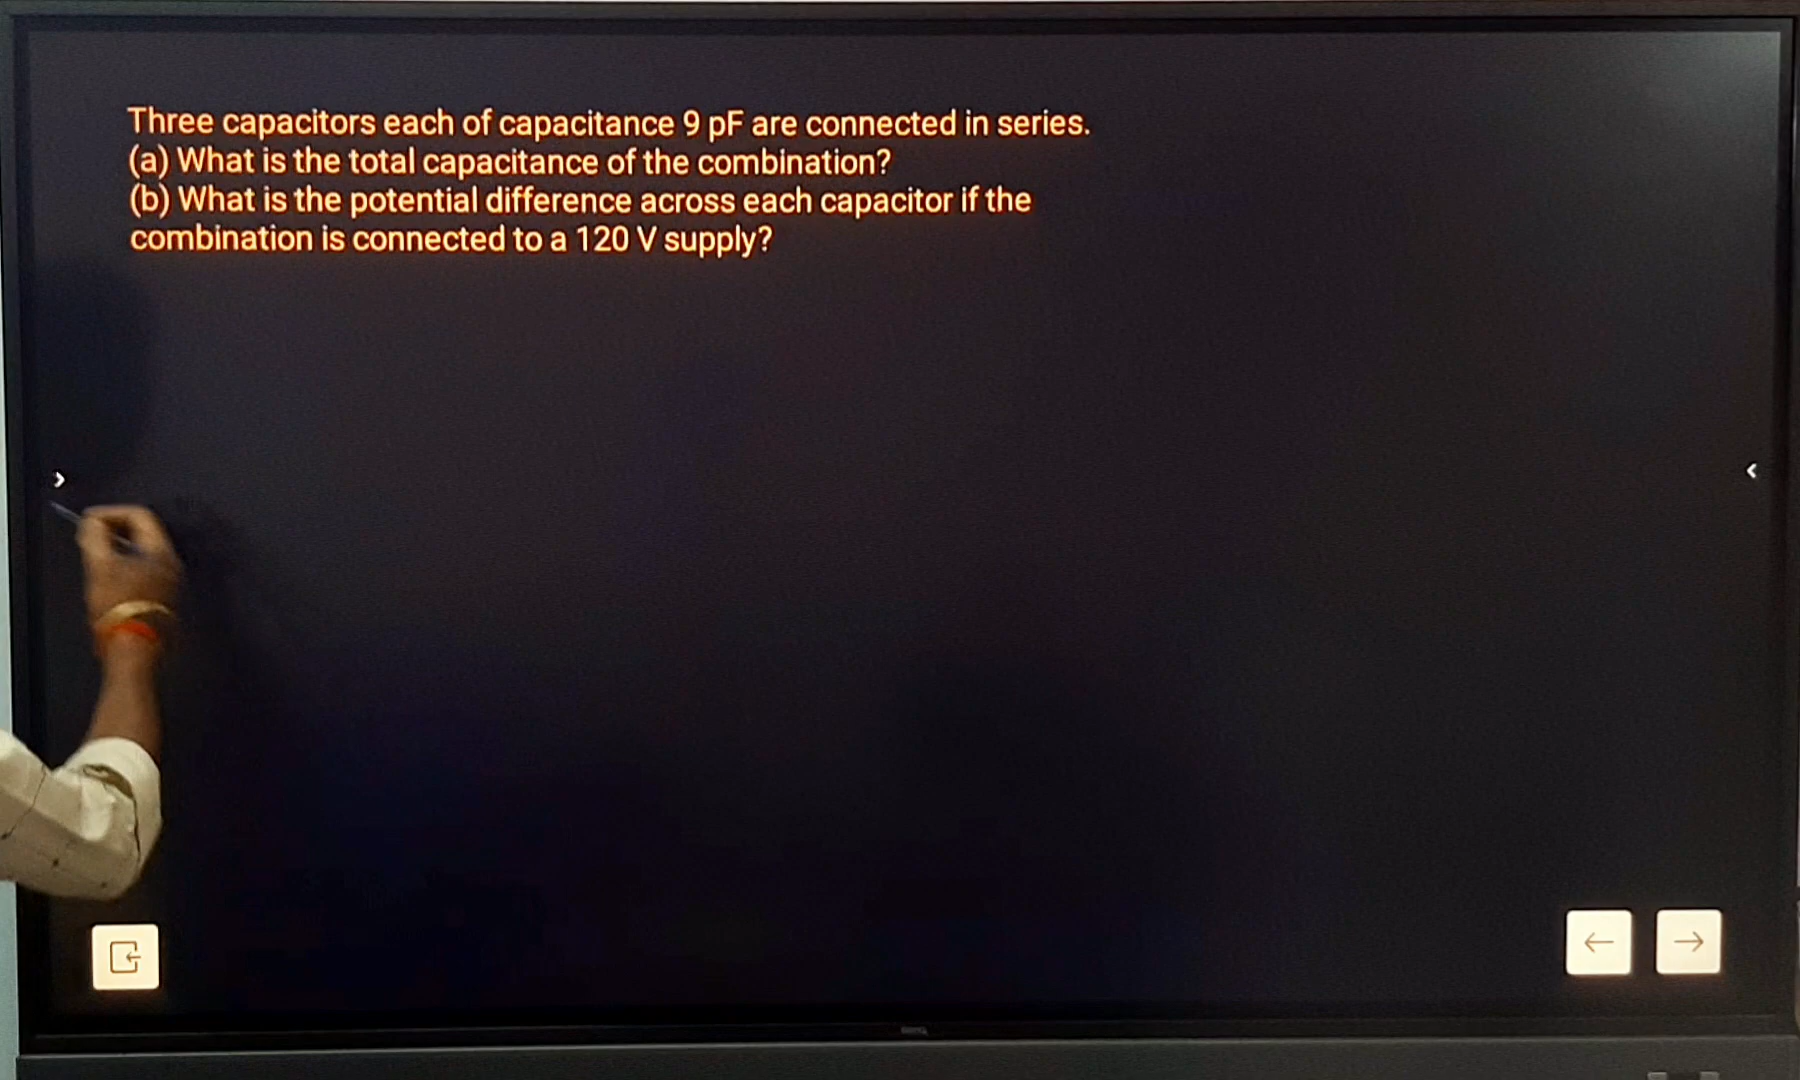 Three capacitors each of capacitance 9 pF are connected in series.
(a) What is the total capacitance of the combination?
(b) What is the potential difference across each capacitor if the
combination is connected to a 120 V supply?